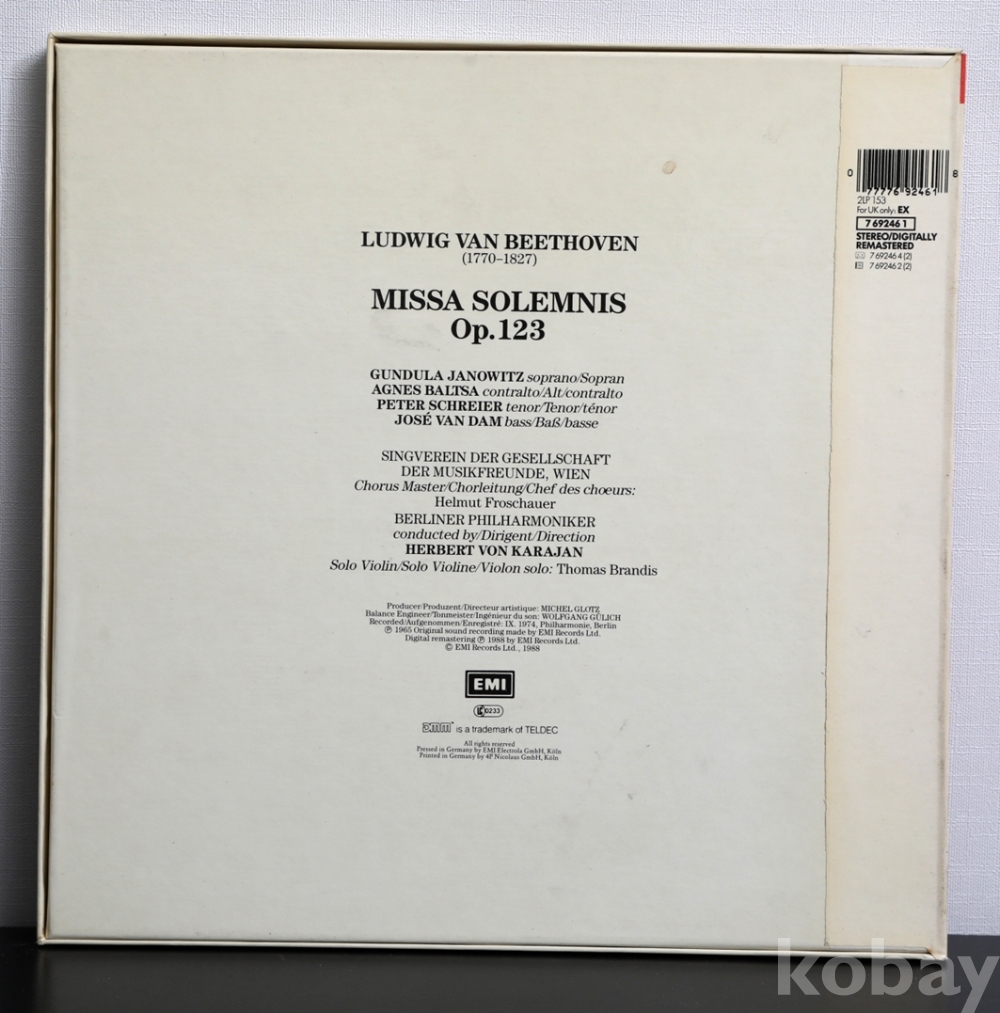 LUDWIG VAN BEETHOVEN
(1770–1827)
MISSA SOLEMNIS
Op.123
GUNDULA JANOWITZ soprano/Sopran
AGNES BALTSA contralto/Alt/contralto
PETER SCHREIER tenor/Tenor/ténor
JOSÉ VAN DAM bass/Baß/basse
SINGVEREIN DER GESELLSCHAFT
DER MUSIKFREUNDE, WIEN
Chorus Master/Chorleitung/Chef des chœurs:
Helmut Froschauer
BERLINER PHILHARMONIKER
conducted by/Dirigent/Direction
HERBERT VON KARAJAN
Solo Violin/Solo Violine/Violon solo: Thomas Brandis
Producer/Produzent/Directeur artistique: MICHEL GLOTZ
Balance Engineer/Tonmeister/Ingénieur du son: WOLFGANG GÜLICH
Recorded/Aufgenommen/Enregistré: IX. 1974, Philharmonie, Berlin
℗ 1965 Original sound recording made by EMI Records Ltd.
Digital remastering ℗ 1988 by EMI Records Ltd.
© EMI Records Ltd., 1988
EMI
LC 0233
dmm is a trademark of TELDEC
All rights reserved
Pressed in Germany by EMI Electrola GmbH, Köln
Printed in Germany by 4P Nicolaus GmbH, Köln
0 77776 92461 8
2LP 153
For UK only: EX
7 69246 1
STEREO/DIGITALLY
REMASTERED
7 69246 4 (2)
7 69246 2 (2)
kobay